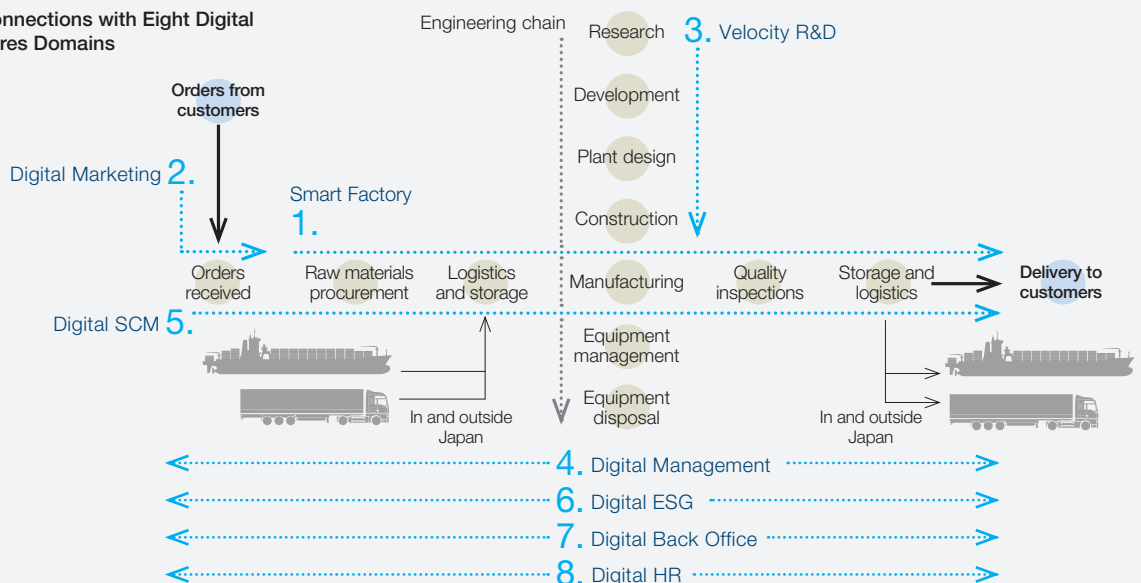 onnections with Eight Digital
res Domains
Engineering chain
Research
3. Velocity R&D
Orders from
customers
Development
Digital Marketing 2.
Plant design
Smart Factory
1.
Construction
Orders
received
Raw materials
procurement
Logistics
and storage
Manufacturing
Quality
inspections
Storage and
logistics
Delivery to
customers
Digital SCM 5.
Equipment
management
Equipment
disposal
In and outside
Japan
In and outside
Japan
4. Digital Management
6. Digital ESG
7. Digital Back Office
8. Digital HR